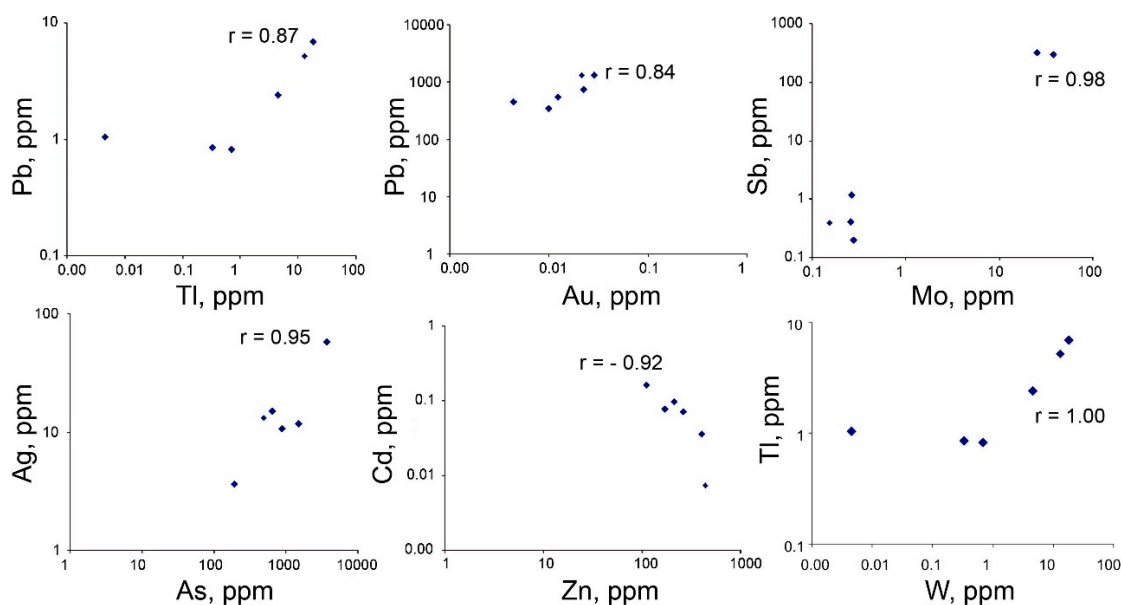 10
1
0.1
Pb, ppm
r = 0.87
0.00
0.01
0.10
1
10
100
Tl, ppm
10000
1000
100
10
1
Pb, ppm
r = 0.84
0.00
0.01
0.1
1
Au, ppm
1000
100
10
1
0.1
Sb, ppm
r = 0.98
0.1
1
10
100
Mo, ppm
100
10
1
Ag, ppm
r = 0.95
1
10
100
1000
10000
As, ppm
1
0.1
0.01
0.00
Cd, ppm
r = - 0.92
1
10
100
1000
Zn, ppm
10
1
0.1
Tl, ppm
r = 1.00
0.00
0.01
0.1
1
10
100
W, ppm